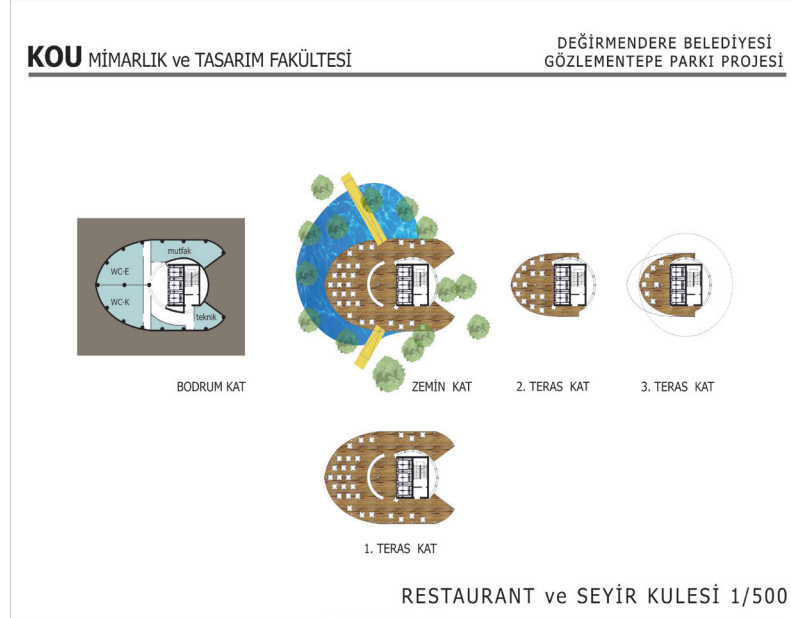 KOU MİMARLIK ve TASARIM FAKÜLTESİ
DEĞİRMENDERE BELEDİYESİ
GÖZLEMENTEPE PARKI PROJESİ
mutfak
WC-E
WC-K
teknik
BODRUM KAT
ZEMİN KAT
2. TERAS KAT
3. TERAS KAT
1. TERAS KAT
RESTAURANT ve SEYİR KULESİ 1/500